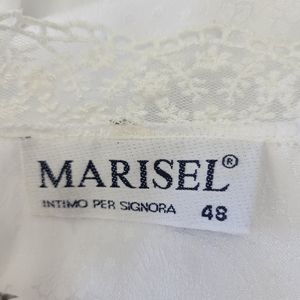 MARISEL®
INTIMO PER SIGNORA 48